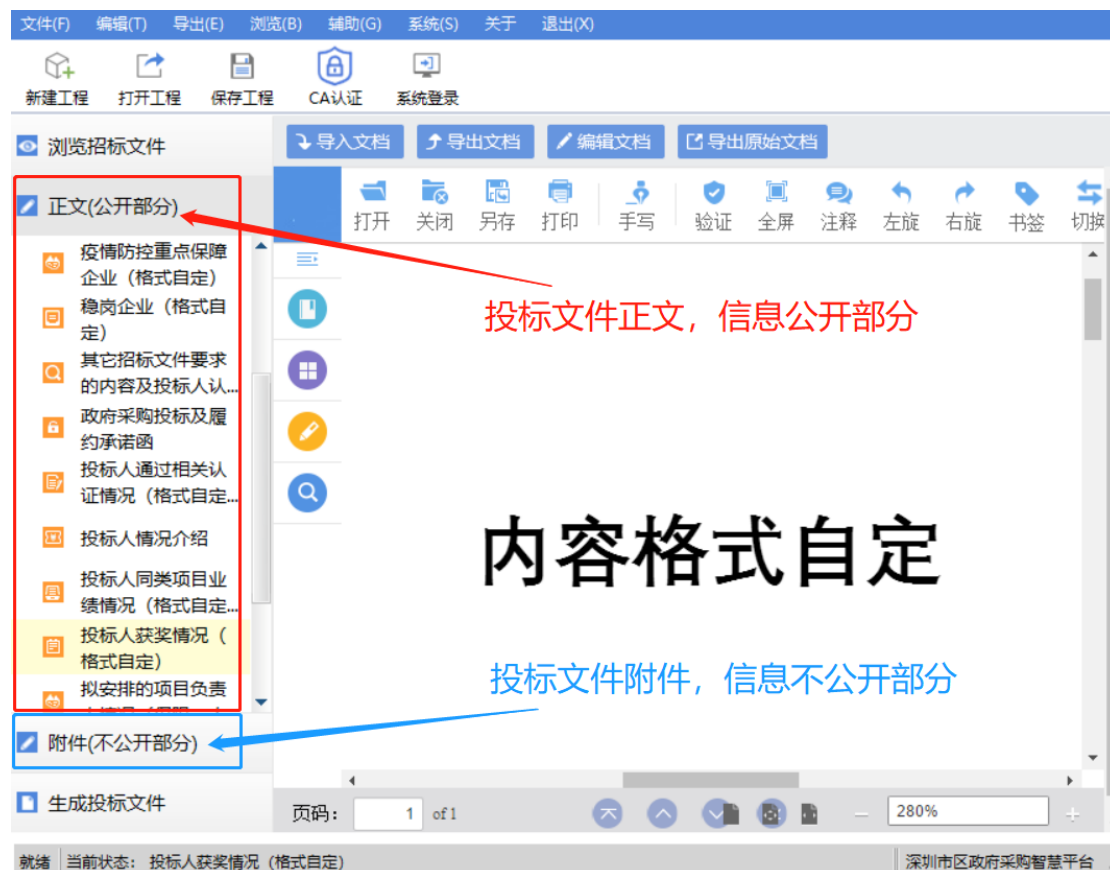 文件(F) 编辑(T) 导出(E) 浏览(B) 辅助(G) 系统(S) 关于 退出(X)
新建工程 打开工程 保存工程 CA认证 系统登录
浏览招标文件
导入文档 导出文档 编辑文档 导出原始文档
正文(公开部分)
打开 关闭 另存 打印 手写 验证 全屏 注释 左旋 右旋 书签 切换
疫情防控重点保障
企业（格式自定）
稳岗企业（格式自
定）
其它招标文件要求
的内容及投标人认...
政府采购投标及履
约承诺函
投标人通过相关认
证情况（格式自定...
投标人情况介绍
投标人同类项目业
绩情况（格式自定...
投标人获奖情况（
格式自定）
拟安排的项目负责
投标文件正文，信息公开部分
内容格式自定
投标文件附件，信息不公开部分
附件(不公开部分)
生成投标文件
页码： 1 of 1 280%
就绪 当前状态： 投标人获奖情况（格式自定） 深圳市区政府采购智慧平台